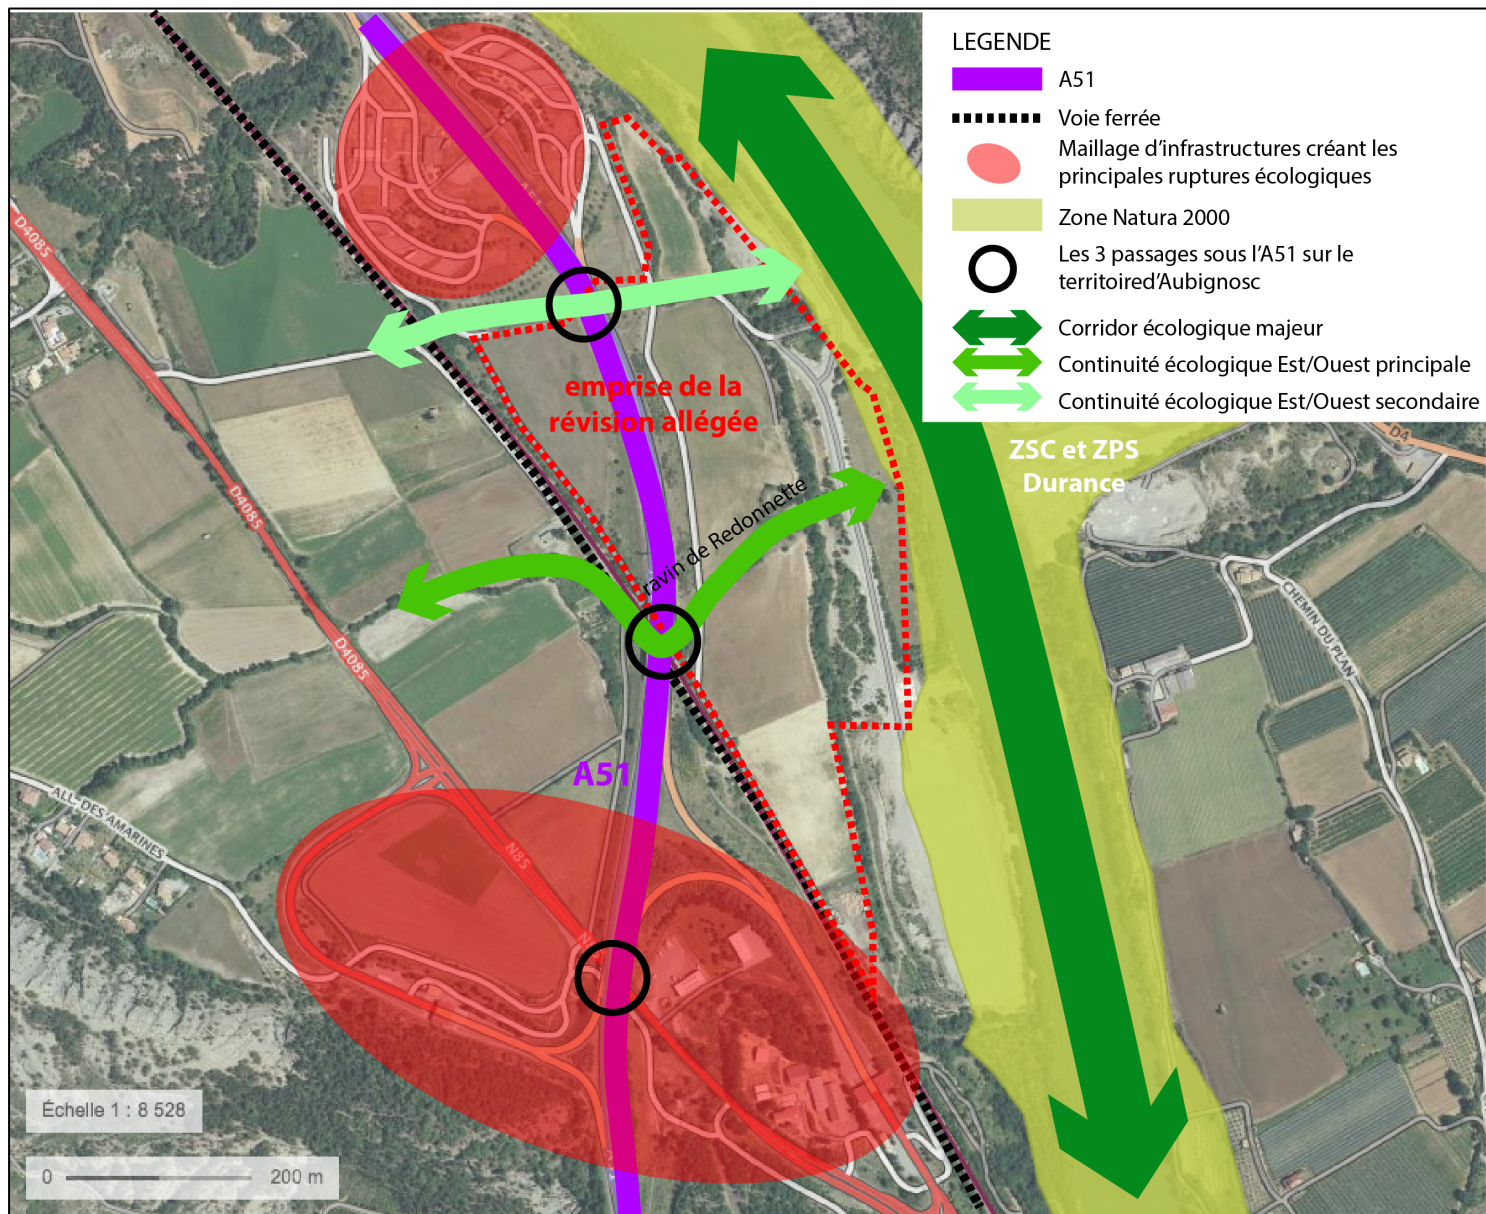 LEGENDE
A51
Voie ferrée
Maillage d'infrastructures créant les
principales ruptures écologiques
Zone Natura 2000
Les 3 passages sous l'A51 sur le
territoired'Aubignosc
Corridor écologique majeur
Continuité écologique Est/Ouest principale
Continuité écologique Est/Ouest secondaire
D4085
A51
emprise de la
révision allégée
ZSC et ZPS
Durance
D4
D4085
ravin de Redonnette
CHEMIN DU PLAN
D4085
A51
ALL. DES AMARINES
N85
Échelle 1 : 8 528
0 200 m